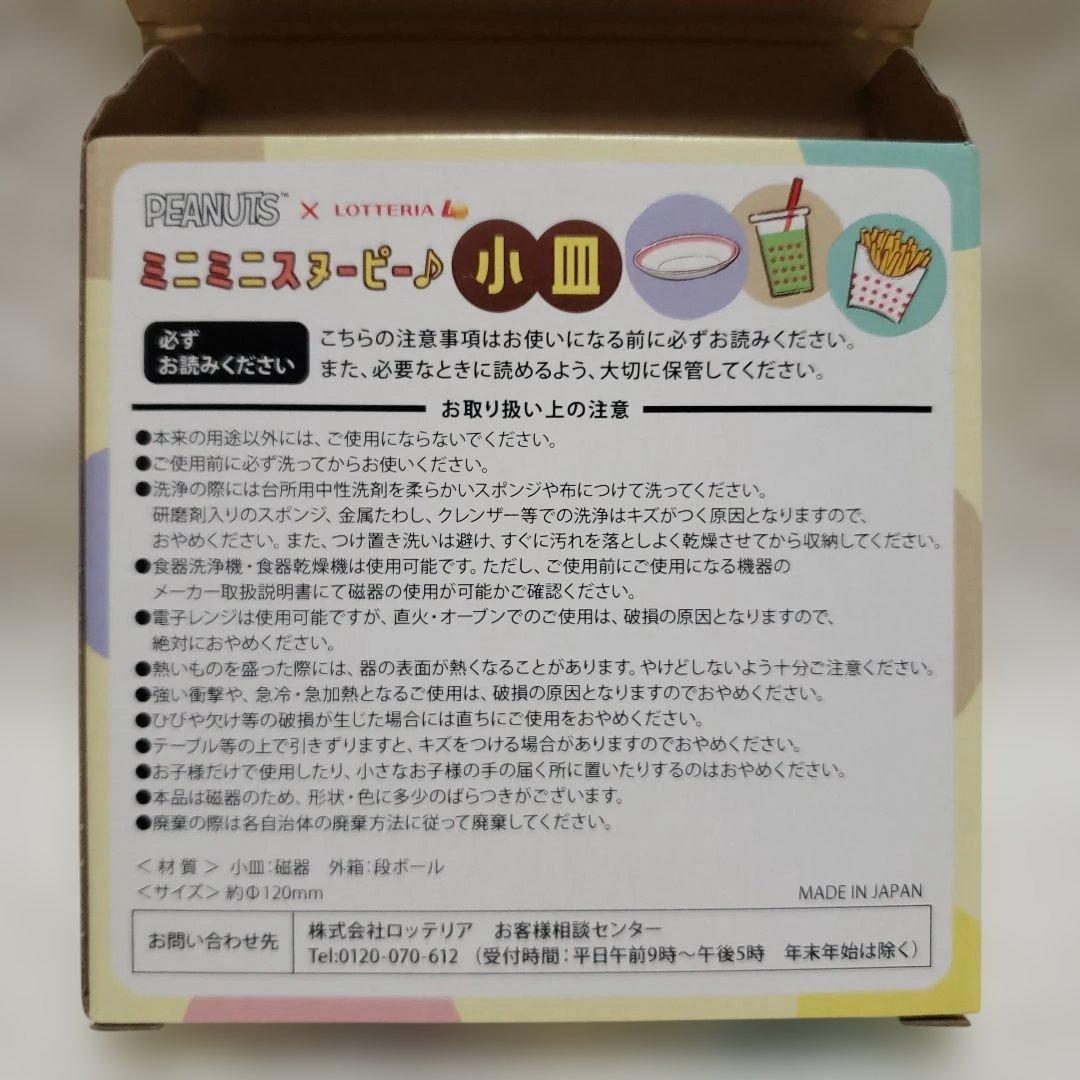 PEANUTS™ × LOTTERIA
ミニミニスヌーピー♪ 小皿
必ず
お読みください
こちらの注意事項はお使いになる前に必ずお読みください。
また、必要なときに読めるよう、大切に保管してください。
お取り扱い上の注意
●本来の用途以外には、ご使用にならないでください。
●ご使用前に必ず洗ってからお使いください。
●洗浄の際には台所用中性洗剤を柔らかいスポンジや布につけて洗ってください。
研磨剤入りのスポンジ、金属たわし、クレンザー等での洗浄はキズがつく原因となりますので、
おやめください。また、つけ置き洗いは避け、すぐに汚れを落としよく乾燥させてから収納してください。
●食器洗浄機・食器乾燥機は使用可能です。ただし、ご使用前にご使用になる機器の
メーカー取扱説明書にて磁器の使用が可能かご確認ください。
●電子レンジは使用可能ですが、直火・オーブンでのご使用は、破損の原因となりますので、
絶対におやめください。
●熱いものを盛った際には、器の表面が熱くなることがあります。やけどしないよう十分ご注意ください。
●強い衝撃や、急冷・急加熱となるご使用は、破損の原因となりますのでおやめください。
●ひびや欠け等の破損が生じた場合には直ちにご使用をおやめください。
●テーブル等の上で引きずりますと、キズをつける場合がありますのでおやめください。
●お子様だけで使用したり、小さなお子様の手の届く所に置いたりするのはおやめください。
●本品は磁器のため、形状・色に多少のばらつきがございます。
●廃棄の際は各自治体の廃棄方法に従って廃棄してください。
＜材質＞ 小皿：磁器　外箱：段ボール
＜サイズ＞約Φ120mm
MADE IN JAPAN
お問い合わせ先
株式会社ロッテリア　お客様相談センター
Tel:0120-070-612 （受付時間：平日午前9時～午後5時　年末年始は除く）